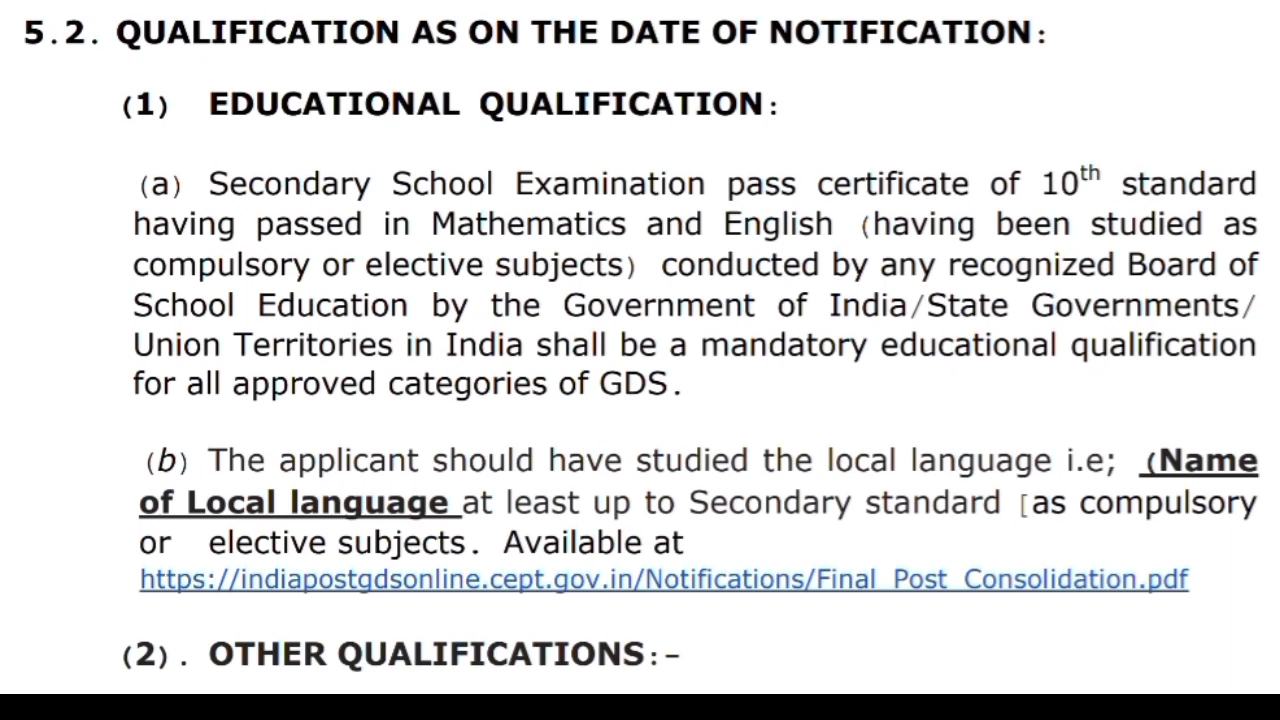 5.2. QUALIFICATION AS ON THE DATE OF NOTIFICATION:
(1) EDUCATIONAL QUALIFICATION:
(a) Secondary School Examination pass certificate of 10th standard
having passed in Mathematics and English (having been studied as
compulsory or elective subjects) conducted by any recognized Board of
School Education by the Government of India/State Governments/
Union Territories in India shall be a mandatory educational qualification
for all approved categories of GDS.
(b) The applicant should have studied the local language i.e; (Name
of Local language at least up to Secondary standard [as compulsory
or elective subjects. Available at
https://indiapostgdsonline.cept.gov.in/Notifications/Final_Post_Consolidation.pdf
(2). OTHER QUALIFICATIONS:-